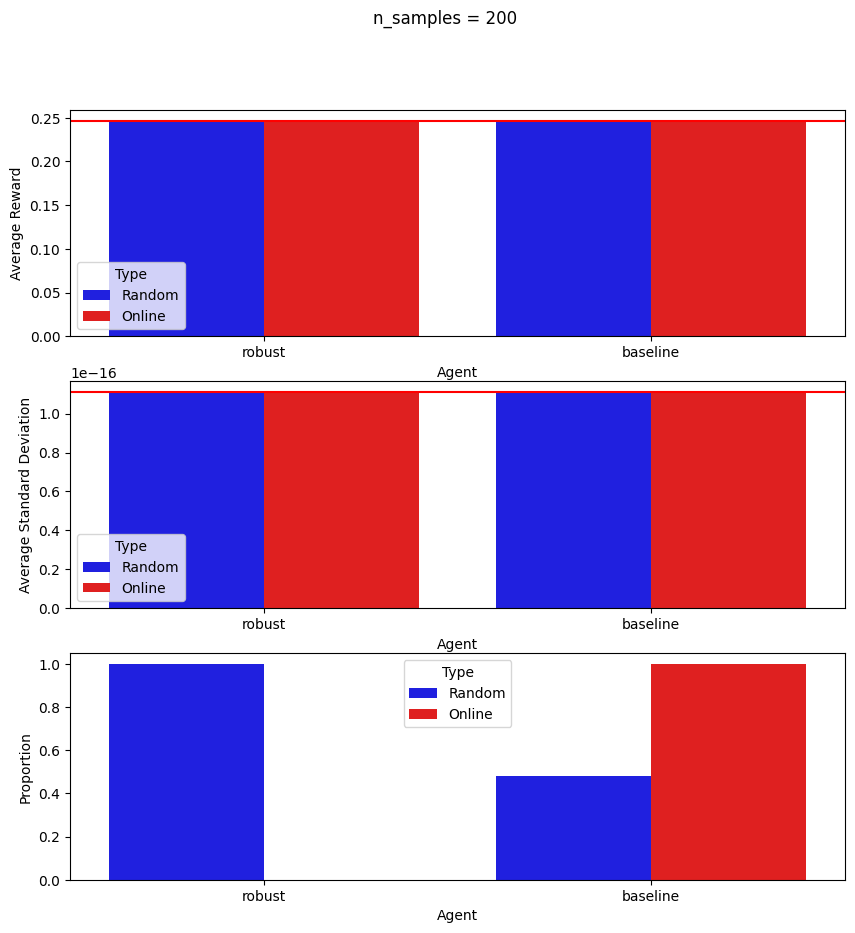 n_samples = 200
0.25
0.20
0.15
0.10
0.05
0.00
Average Reward
Type
Random
Online
robust
baseline
Agent
1e−16
1.0
0.8
0.6
0.4
0.2
0.0
Average Standard Deviation
Type
Random
Online
robust
baseline
Agent
1.0
0.8
0.6
0.4
0.2
0.0
Proportion
Type
Random
Online
robust
baseline
Agent